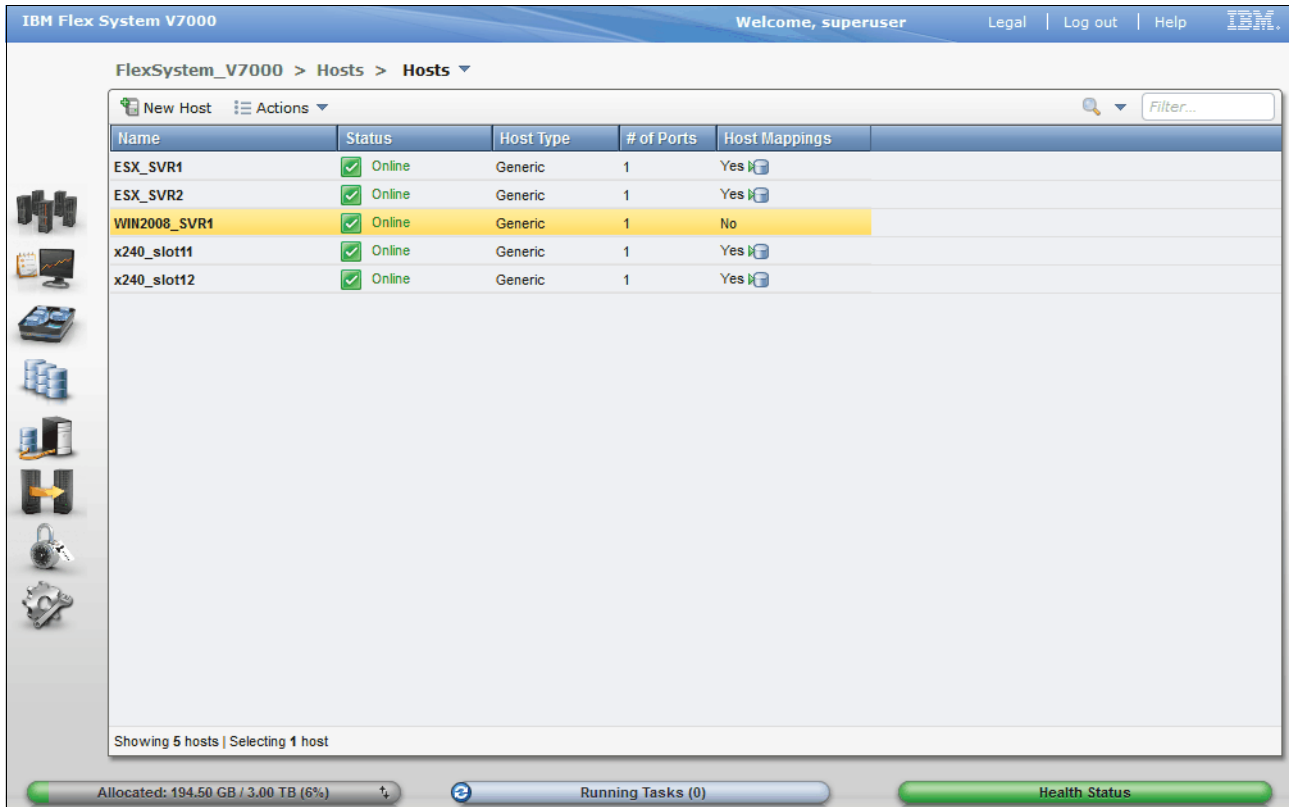 IBM Flex System V7000 Welcome, superuser Legal | Log out | Help IBM.
FlexSystem_V7000 > Hosts > Hosts
New Host Actions Filter...
Name Status Host Type # of Ports Host Mappings
ESX_SVR1 Online Generic 1 Yes
ESX_SVR2 Online Generic 1 Yes
WIN2008_SVR1 Online Generic 1 No
x240_slot11 Online Generic 1 Yes
x240_slot12 Online Generic 1 Yes
Showing 5 hosts | Selecting 1 host
Allocated: 194.50 GB / 3.00 TB (6%) Running Tasks (0) Health Status